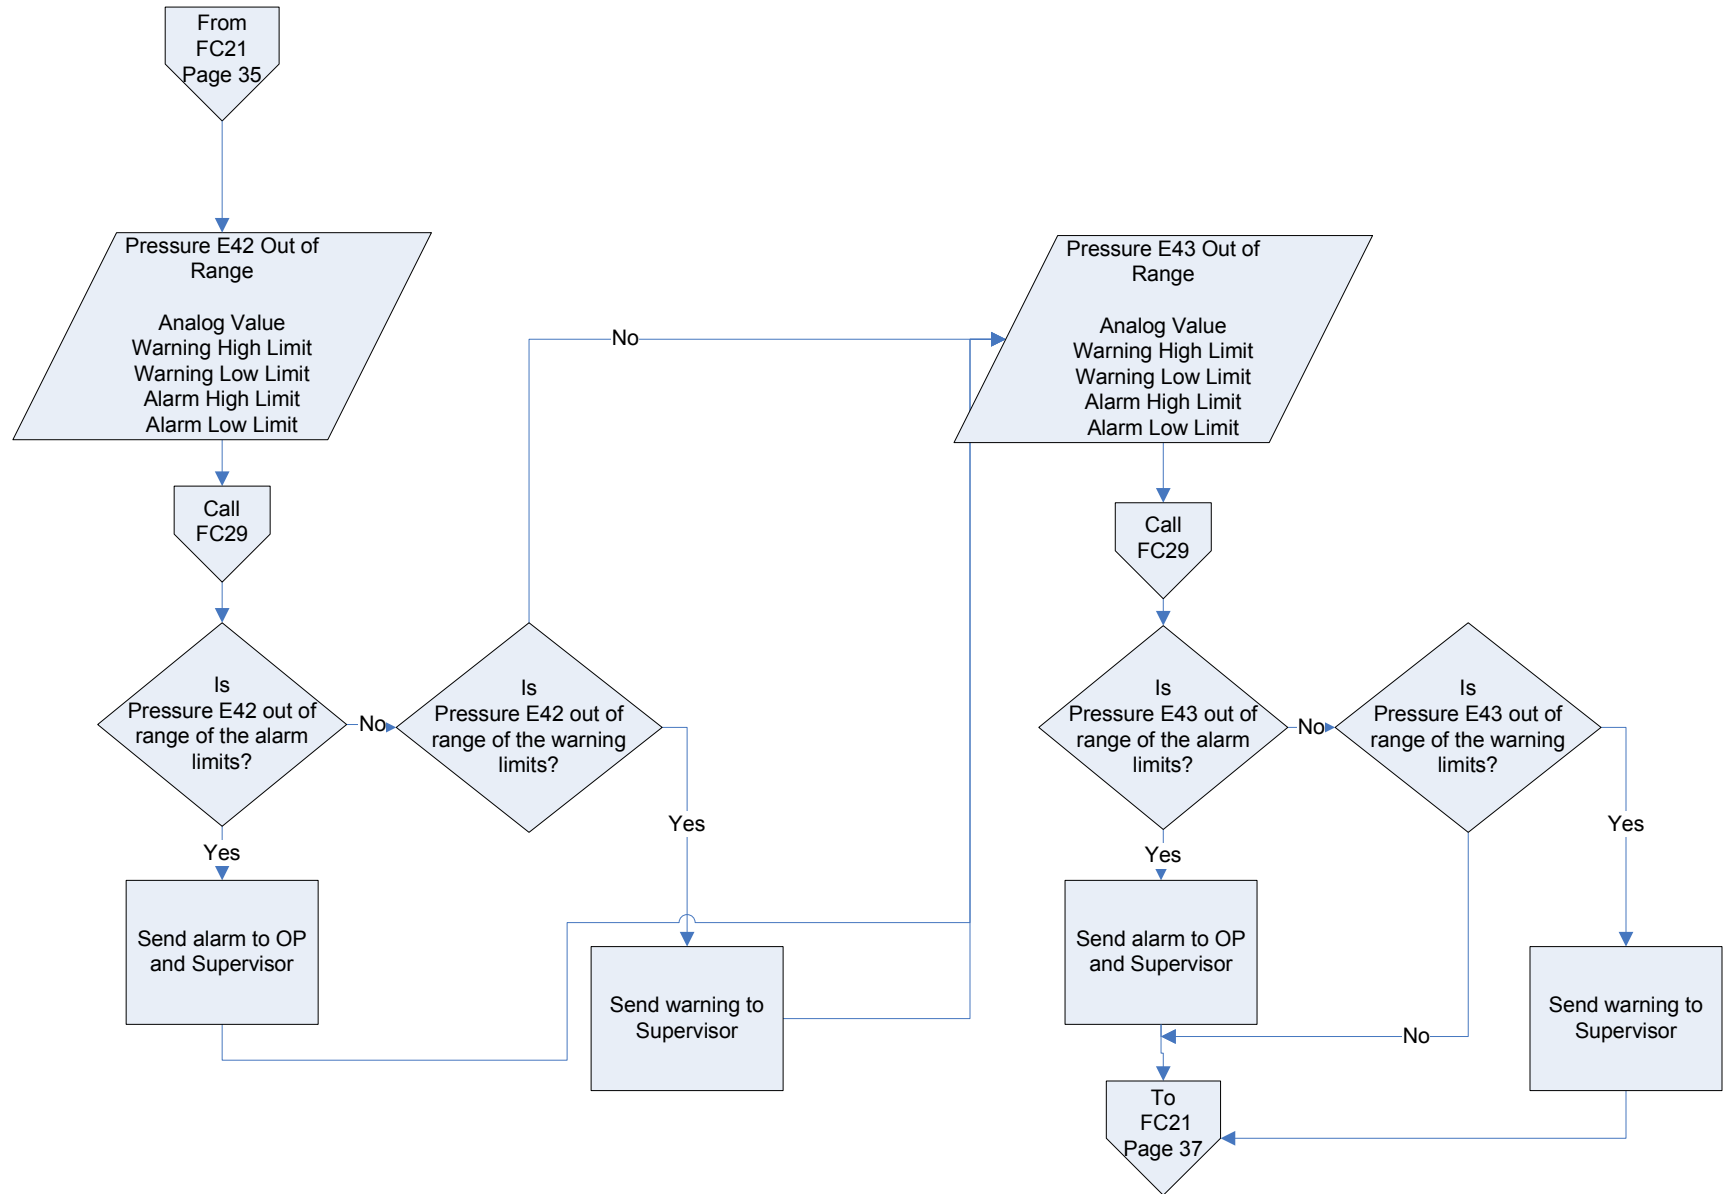 From
FC21
Page 35
Pressure E42 Out of
Range
Analog Value
Warning High Limit
Warning Low Limit
Alarm High Limit
Alarm Low Limit
Call
FC29
Is
Pressure E42 out of
range of the alarm
limits?
No
Is
Pressure E42 out of
range of the warning
limits?
No
Yes
Send alarm to OP
and Supervisor
Yes
Send warning to
Supervisor
Pressure E43 Out of
Range
Analog Value
Warning High Limit
Warning Low Limit
Alarm High Limit
Alarm Low Limit
Call
FC29
Is
Pressure E43 out of
range of the alarm
limits?
No
Is
Pressure E43 out of
range of the warning
limits?
Yes
Send alarm to OP
and Supervisor
Yes
Send warning to
Supervisor
No
To
FC21
Page 37